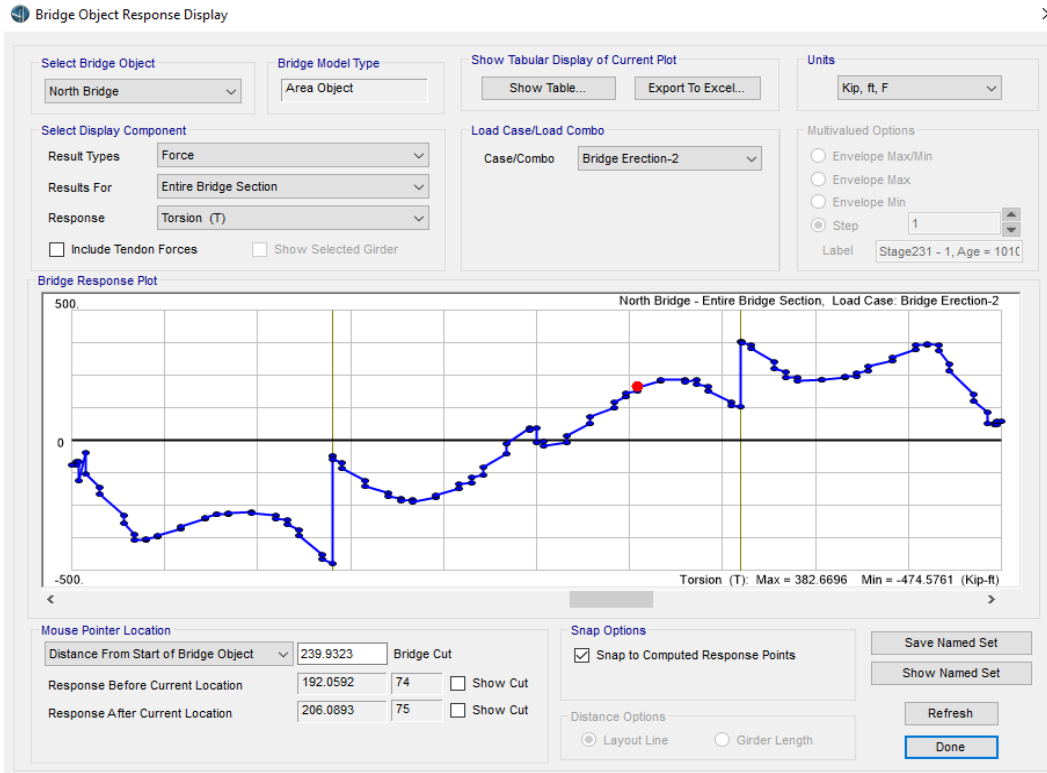 Bridge Object Response Display
Select Bridge Object
North Bridge
Bridge Model Type
Area Object
Show Tabular Display of Current Plot
Show Table...
Export To Excel...
Units
Kip, ft, F
Select Display Component
Result Types
Force
Results For
Entire Bridge Section
Response
Torsion (T)
Include Tendon Forces
Show Selected Girder
Load Case/Load Combo
Case/Combo
Bridge Erection-2
Multivalued Options
Envelope Max/Min
Envelope Max
Envelope Min
Step
1
Label
Stage231 - 1, Age = 1010
Bridge Response Plot
500.
North Bridge - Entire Bridge Section, Load Case: Bridge Erection-2
0
-500.
Torsion (T): Max = 382.6696 Min = -474.5761 (Kip-ft)
Mouse Pointer Location
Distance From Start of Bridge Object
239.9323
Bridge Cut
Response Before Current Location
192.0592
74
Show Cut
Response After Current Location
206.0893
75
Show Cut
Snap Options
Snap to Computed Response Points
Distance Options
Layout Line
Girder Length
Save Named Set
Show Named Set
Refresh
Done